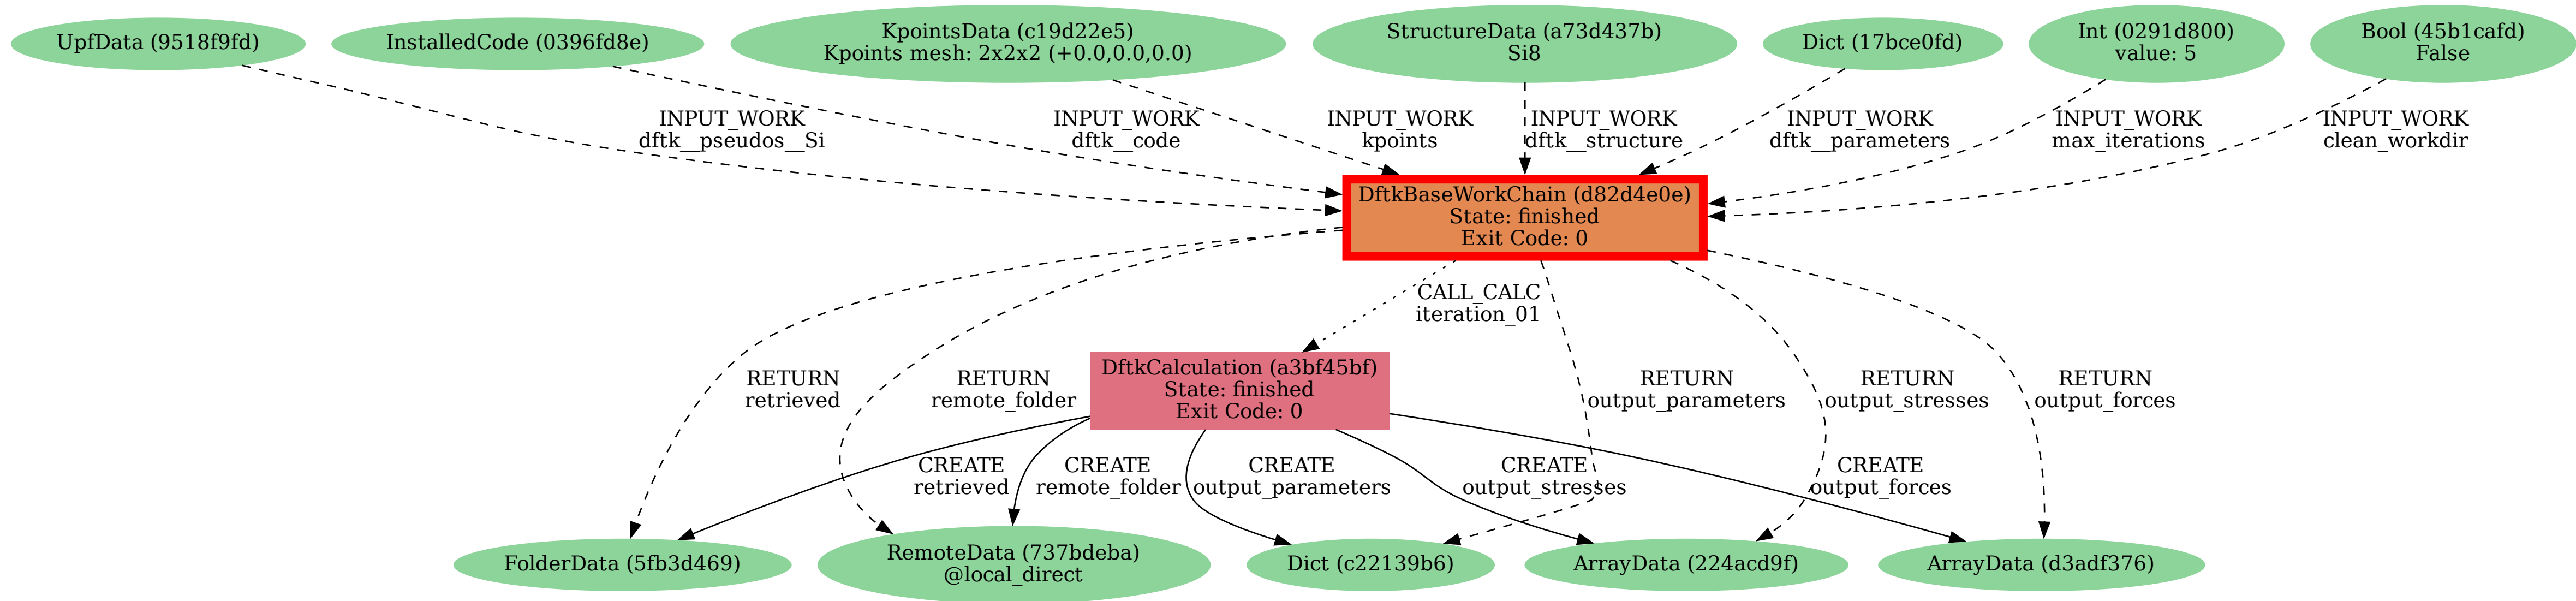 UpfData (9518f9fd)
InstalledCode (0396fd8e)
KpointsData (c19d22e5)
Kpoints mesh: 2x2x2 (+0.0,0.0,0.0)
StructureData (a73d437b)
Si8
Dict (17bce0fd)
Int (0291d800)
value: 5
Bool (45b1cafd)
False
INPUT_WORK
dftk__pseudos__Si
INPUT_WORK
dftk__code
INPUT_WORK
kpoints
INPUT_WORK
dftk__structure
INPUT_WORK
dftk__parameters
INPUT_WORK
max_iterations
INPUT_WORK
clean_workdir
DftkBaseWorkChain (d82d4e0e)
State: finished
Exit Code: 0
CALL_CALC
iteration_01
RETURN
retrieved
RETURN
remote_folder
DftkCalculation (a3bf45bf)
State: finished
Exit Code: 0
RETURN
output_parameters
RETURN
output_stresses
RETURN
output_forces
CREATE
retrieved
CREATE
remote_folder
CREATE
output_parameters
CREATE
output_stresses
CREATE
output_forces
FolderData (5fb3d469)
RemoteData (737bdeba)
@local_direct
Dict (c22139b6)
ArrayData (224acd9f)
ArrayData (d3adf376)